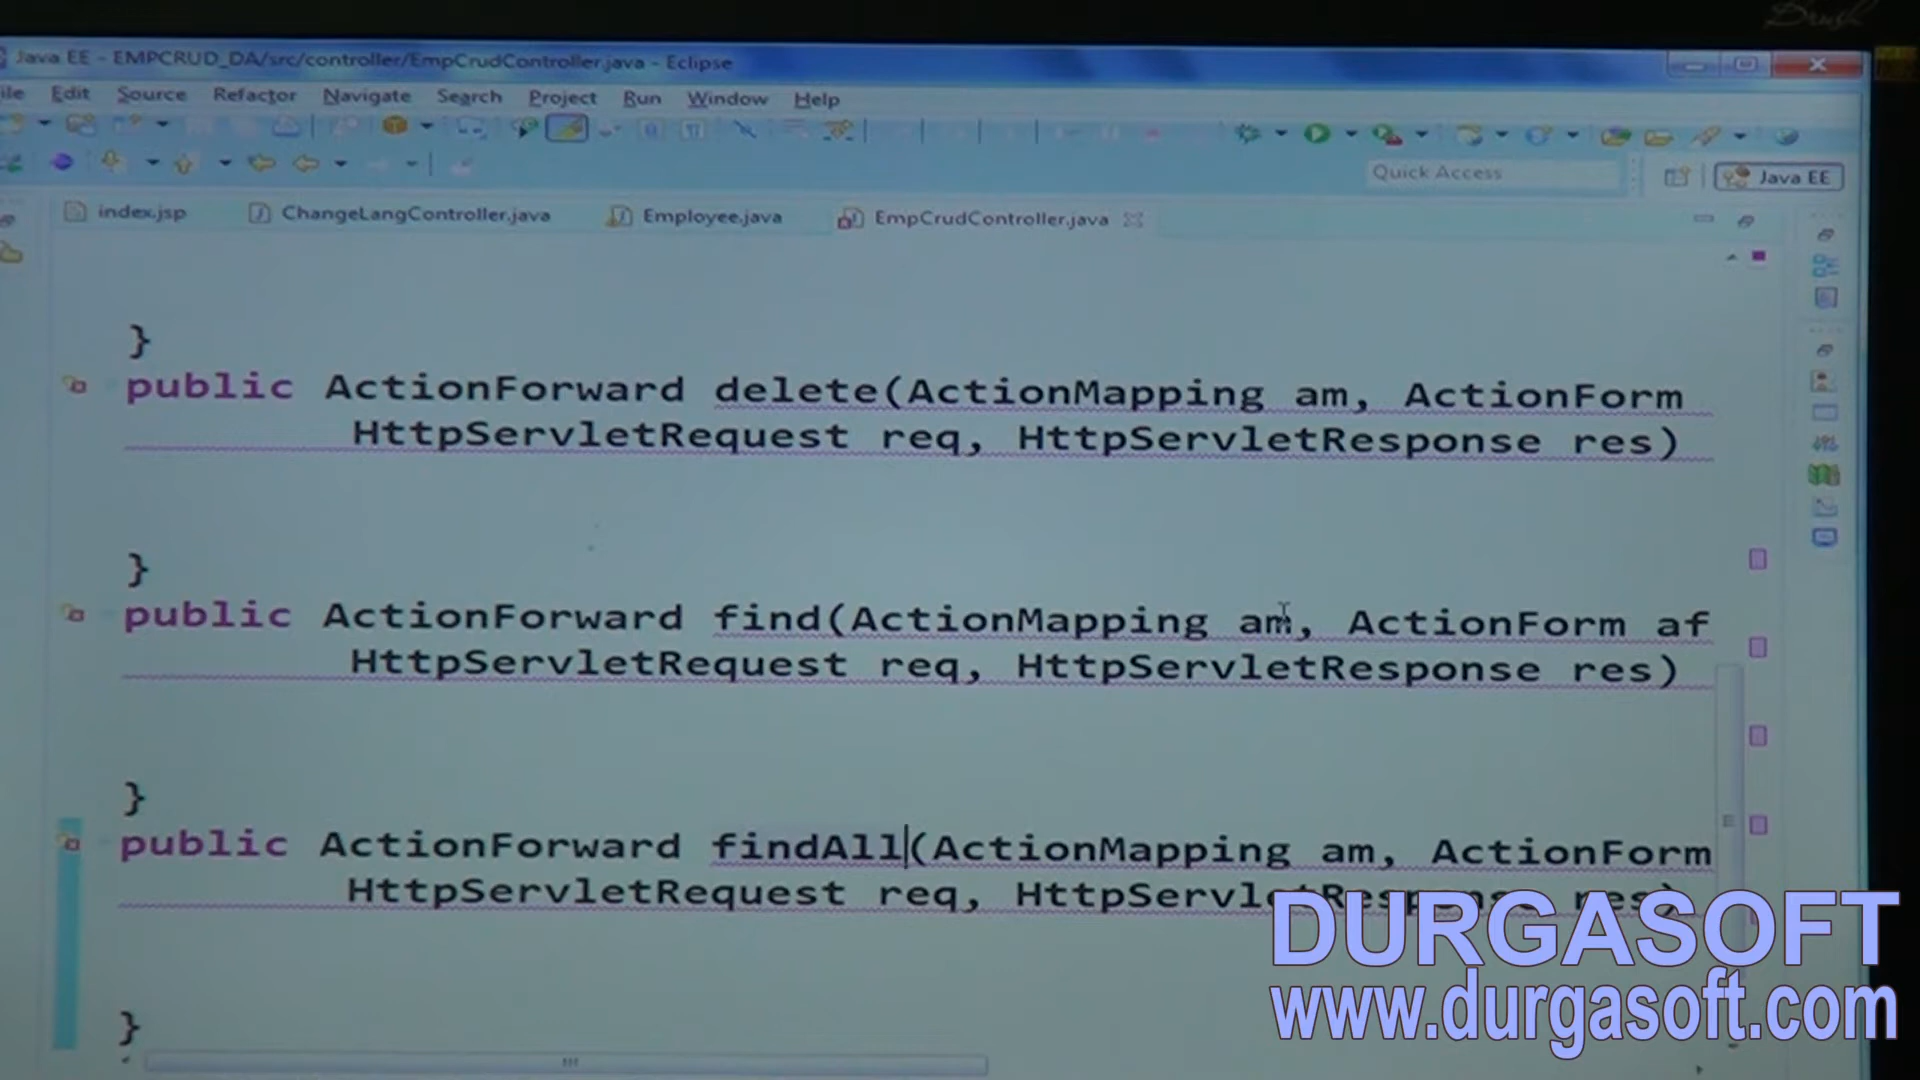 Java EE - EMPCRUD_DA/src/controller/EmpCrudController.java - Eclipse
ile Edit Source Refactor Navigate Search Project Run Window Help
Quick Access
Java EE
index.jsp ChangeLangController.java Employee.java EmpCrudController.java
}
public ActionForward delete(ActionMapping am, ActionForm
HttpServletRequest req, HttpServletResponse res)
}
public ActionForward find(ActionMapping am, ActionForm af
HttpServletRequest req, HttpServletResponse res)
}
public ActionForward findAll(ActionMapping am, ActionForm
HttpServletRequest req, HttpServletResponse res)
}
DURGASOFT
www.durgasoft.com